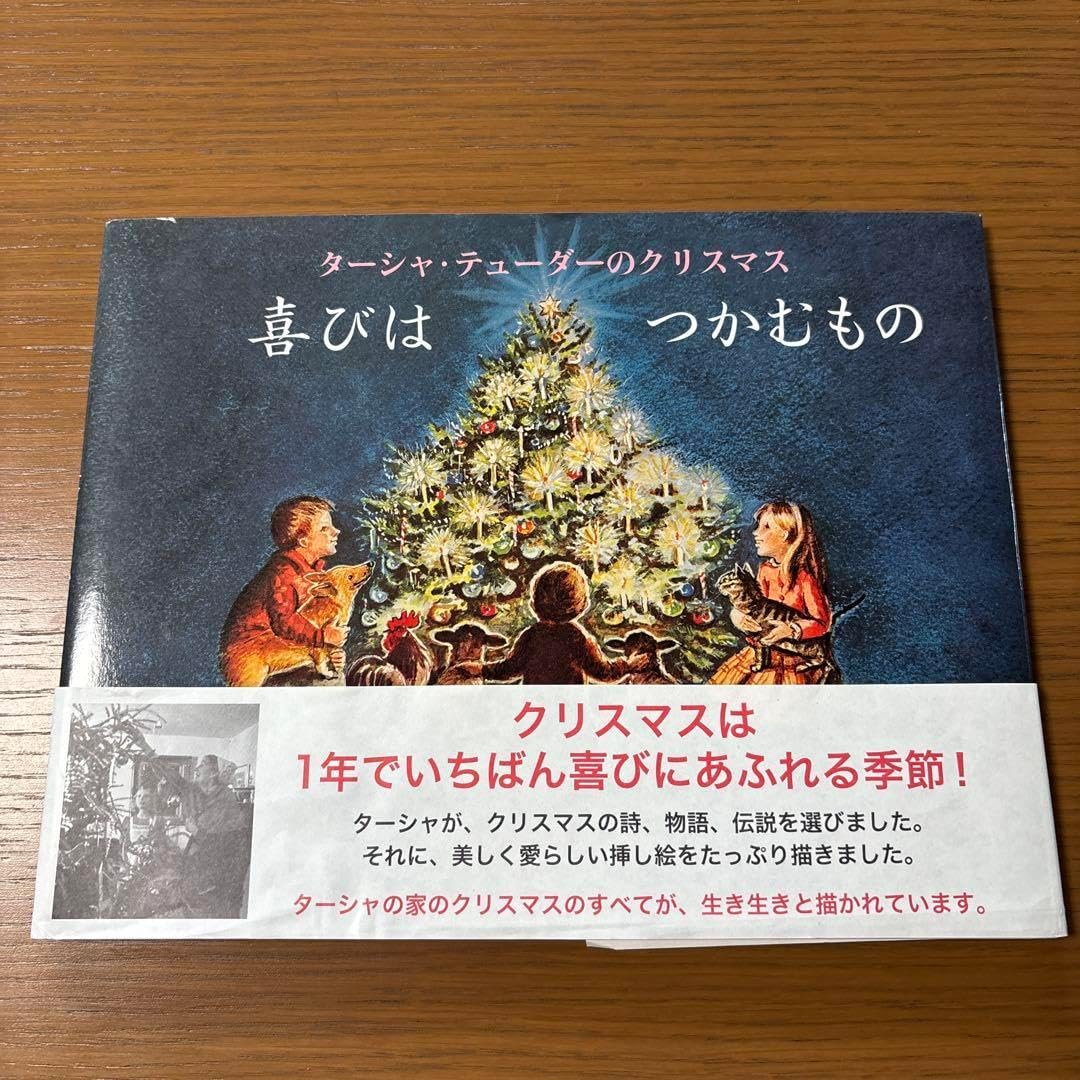 ターシャ・テューダーのクリスマス
喜びは つかむもの
クリスマスは
1年でいちばん喜びにあふれる季節！
ターシャが、クリスマスの詩、物語、伝説を選びました。
それに、美しく愛らしい挿し絵をたっぷり描きました。
ターシャの家のクリスマスのすべてが、生き生きと描かれています。